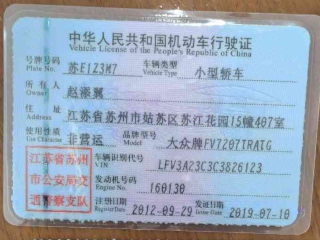 中华人民共和国机动车行驶证
Vehicle License of the People's Republic of China
号牌号码 苏E1Z3M7 车辆类型 小型轿车
Plate No. Vehicle Type
所有人 赵添翼
Owner
住址 江苏省苏州市姑苏区苏江花园15幢407室
Address
使用性质 非营运 品牌型号 大众牌FV7207TRATG
Use Character Model
江苏省苏州市公安局交通警察支队
车辆识别代号 LFV3A23C3C3826123
VIN
发动机号码 160130
Engine No.
注册日期 2012-09-29 发证日期 2019-07-10
Register Date Issue Date